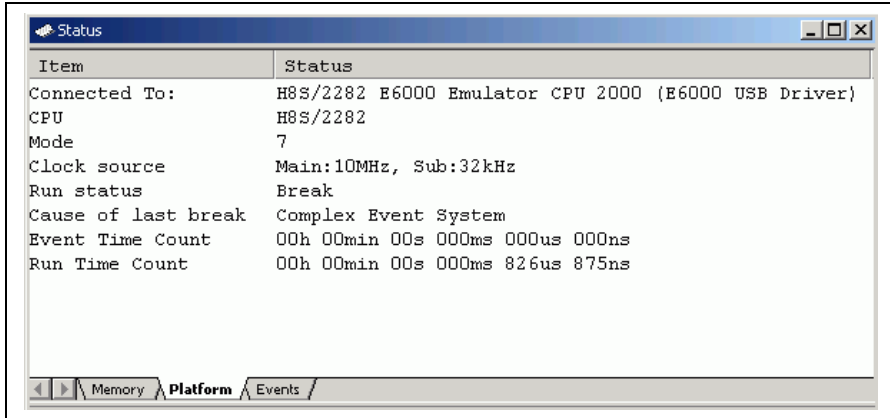 Status
Item Status
Connected To: H8S/2282 E6000 Emulator CPU 2000 (E6000 USB Driver)
CPU H8S/2282
Mode 7
Clock source Main:10MHz, Sub:32kHz
Run status Break
Cause of last break Complex Event System
Event Time Count 00h 00min 00s 000ms 000us 000ns
Run Time Count 00h 00min 00s 000ms 826us 875ns
Memory Platform Events